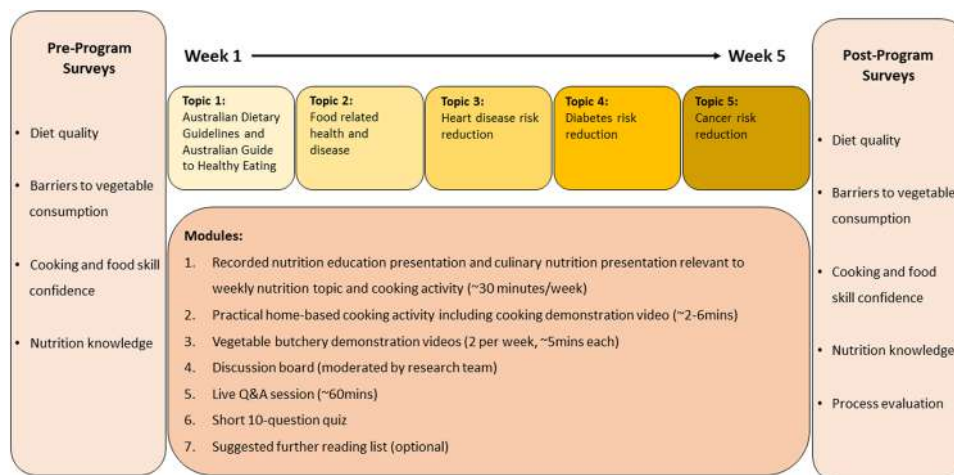 Pre-Program
Surveys
• Diet quality
• Barriers to vegetable
consumption
• Cooking and food skill
confidence
• Nutrition knowledge
Week 1
Week 5
Topic 1:
Australian Dietary
Guidelines and
Australian Guide
to Healthy Eating
Topic 2:
Food related
health and
disease
Topic 3:
Heart disease risk
reduction
Topic 4:
Diabetes risk
reduction
Topic 5:
Cancer risk
reduction
Modules:
1. Recorded nutrition education presentation and culinary nutrition presentation relevant to
weekly nutrition topic and cooking activity (~30 minutes/week)
2. Practical home-based cooking activity including cooking demonstration video (~2-6mins)
3. Vegetable butchery demonstration videos (2 per week, ~5mins each)
4. Discussion board (moderated by research team)
5. Live Q&A session (~60mins)
6. Short 10-question quiz
7. Suggested further reading list (optional)
Post-Program
Surveys
• Diet quality
• Barriers to vegetable
consumption
• Cooking and food
skill confidence
• Nutrition knowledge
• Process evaluation